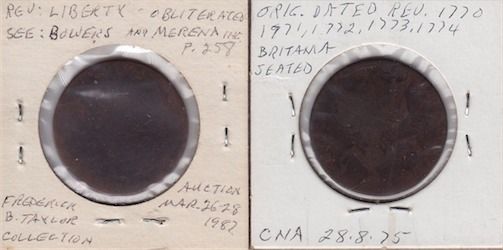 REV: LIBERTY - OBLITERATED
SEE: BOWERS AND MERENA INC.
P. 258
FREDERICK
B. TAYLOR
COLLECTION
AUCTION
MAR. 26-28
1987
ORIG. DATED REV. 1770
1971, 1772, 1773, 1774
BRITANIA
SEATED
CNA 28.8.75